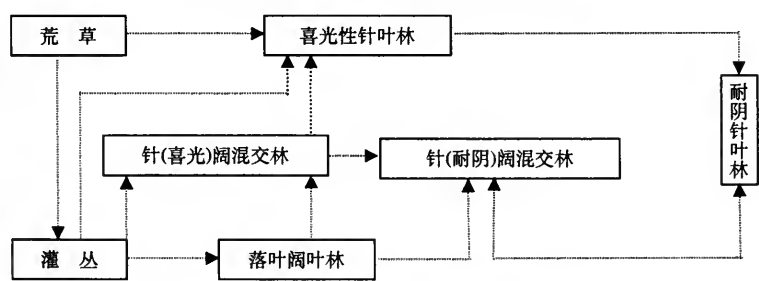 荒 草
喜光性针叶林
耐阴针叶林
针(喜光)阔混交林
针(耐阴)阔混交林
灌 丛
落叶阔叶林